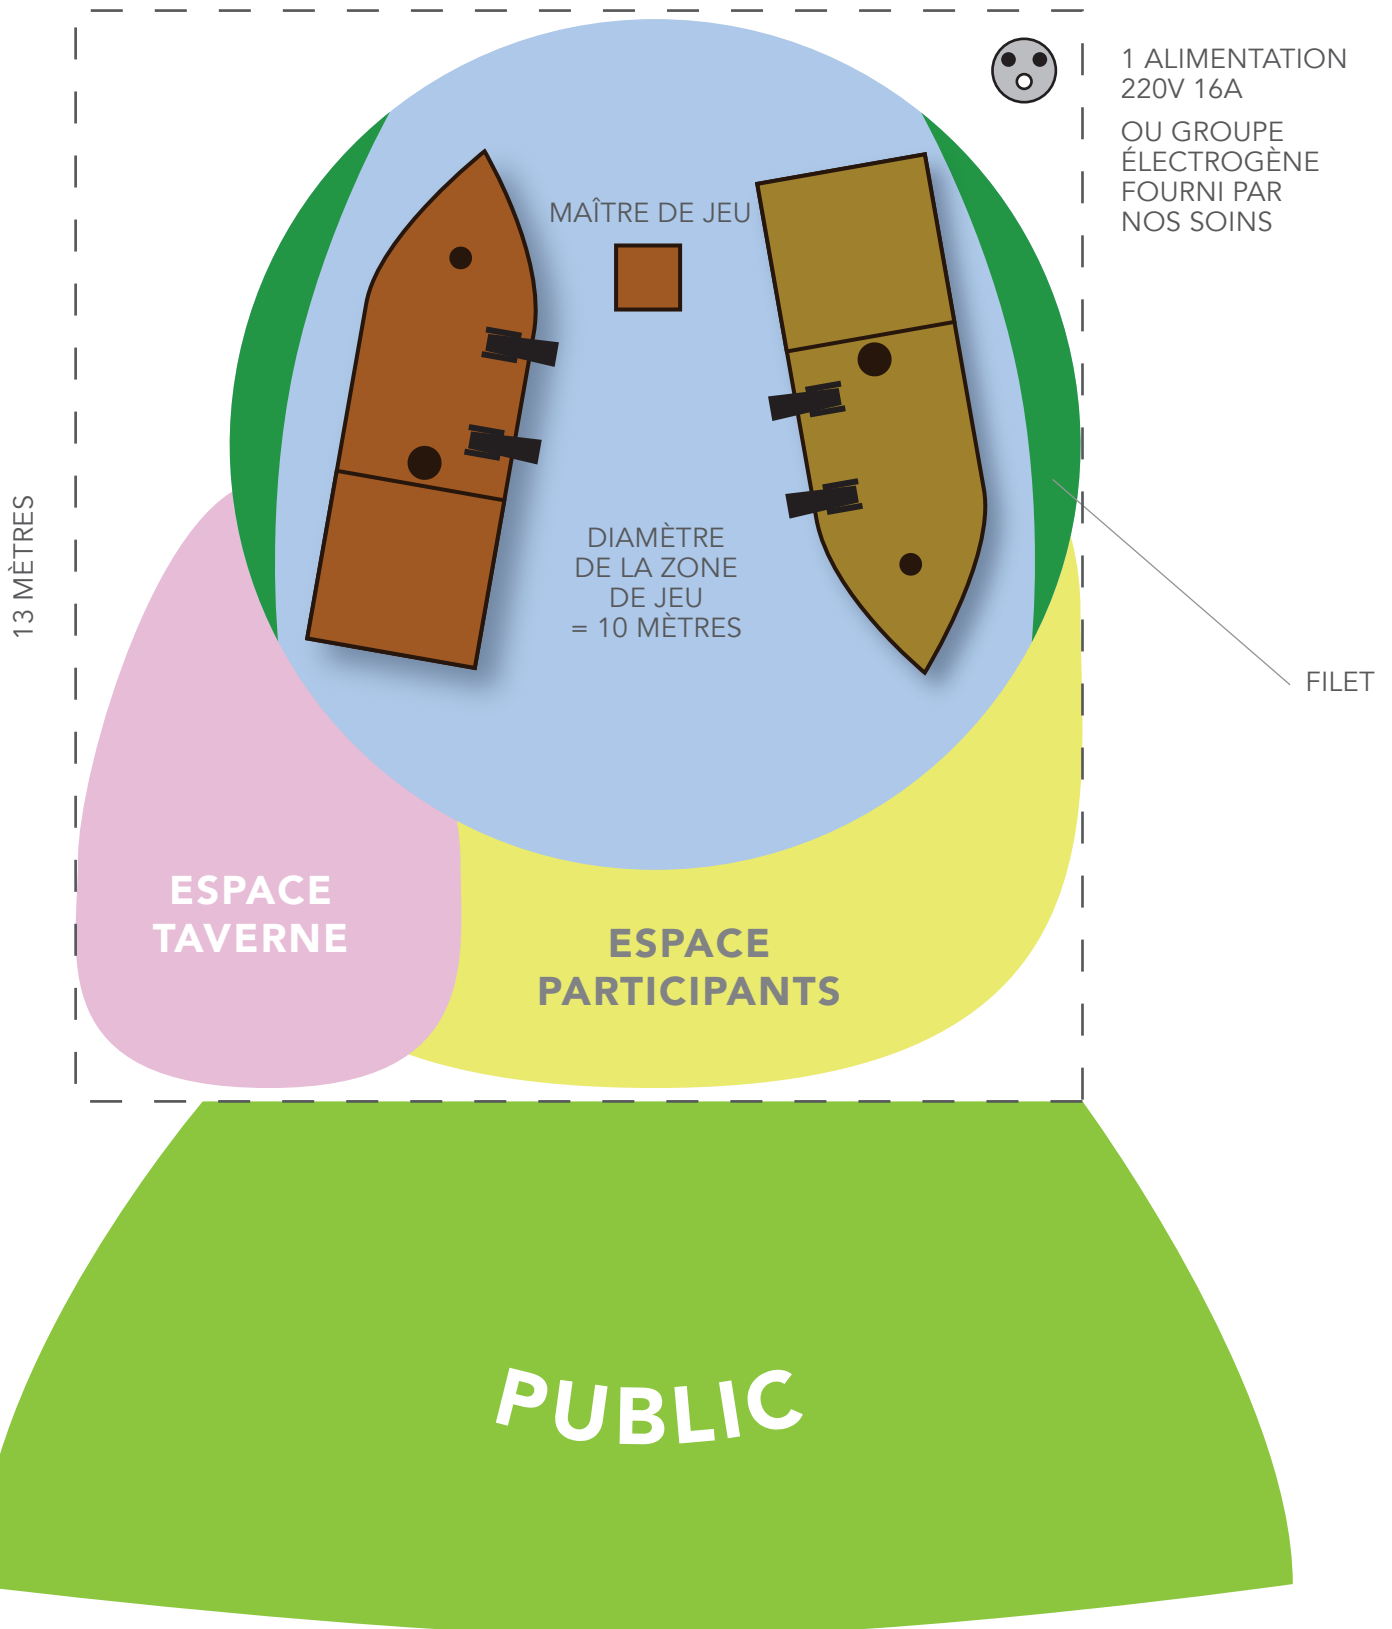 1 ALIMENTATION
220V 16A
OU GROUPE
ÉLECTROGÈNE
FOURNI PAR
NOS SOINS
MAÎTRE DE JEU
13 MÈTRES
DIAMÈTRE
DE LA ZONE
DE JEU
= 10 MÈTRES
FILET
ESPACE
TAVERNE
ESPACE
PARTICIPANTS
PUBLIC